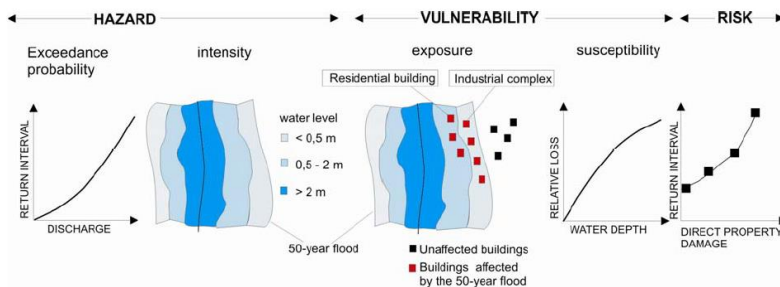 HAZARD
VULNERABILITY
RISK
Exceedance
probability
intensity
exposure
susceptibility
Residential building
Industrial complex
RETURN INTERVAL
DISCHARGE
water level
< 0,5 m
0,5 - 2 m
> 2 m
50-year flood
Unaffected buildings
Buildings affected
by the 50-year flood
RELATIVE LOSS
WATER DEPTH
RETURN INTERVAL
DIRECT PROPERTY
DAMAGE